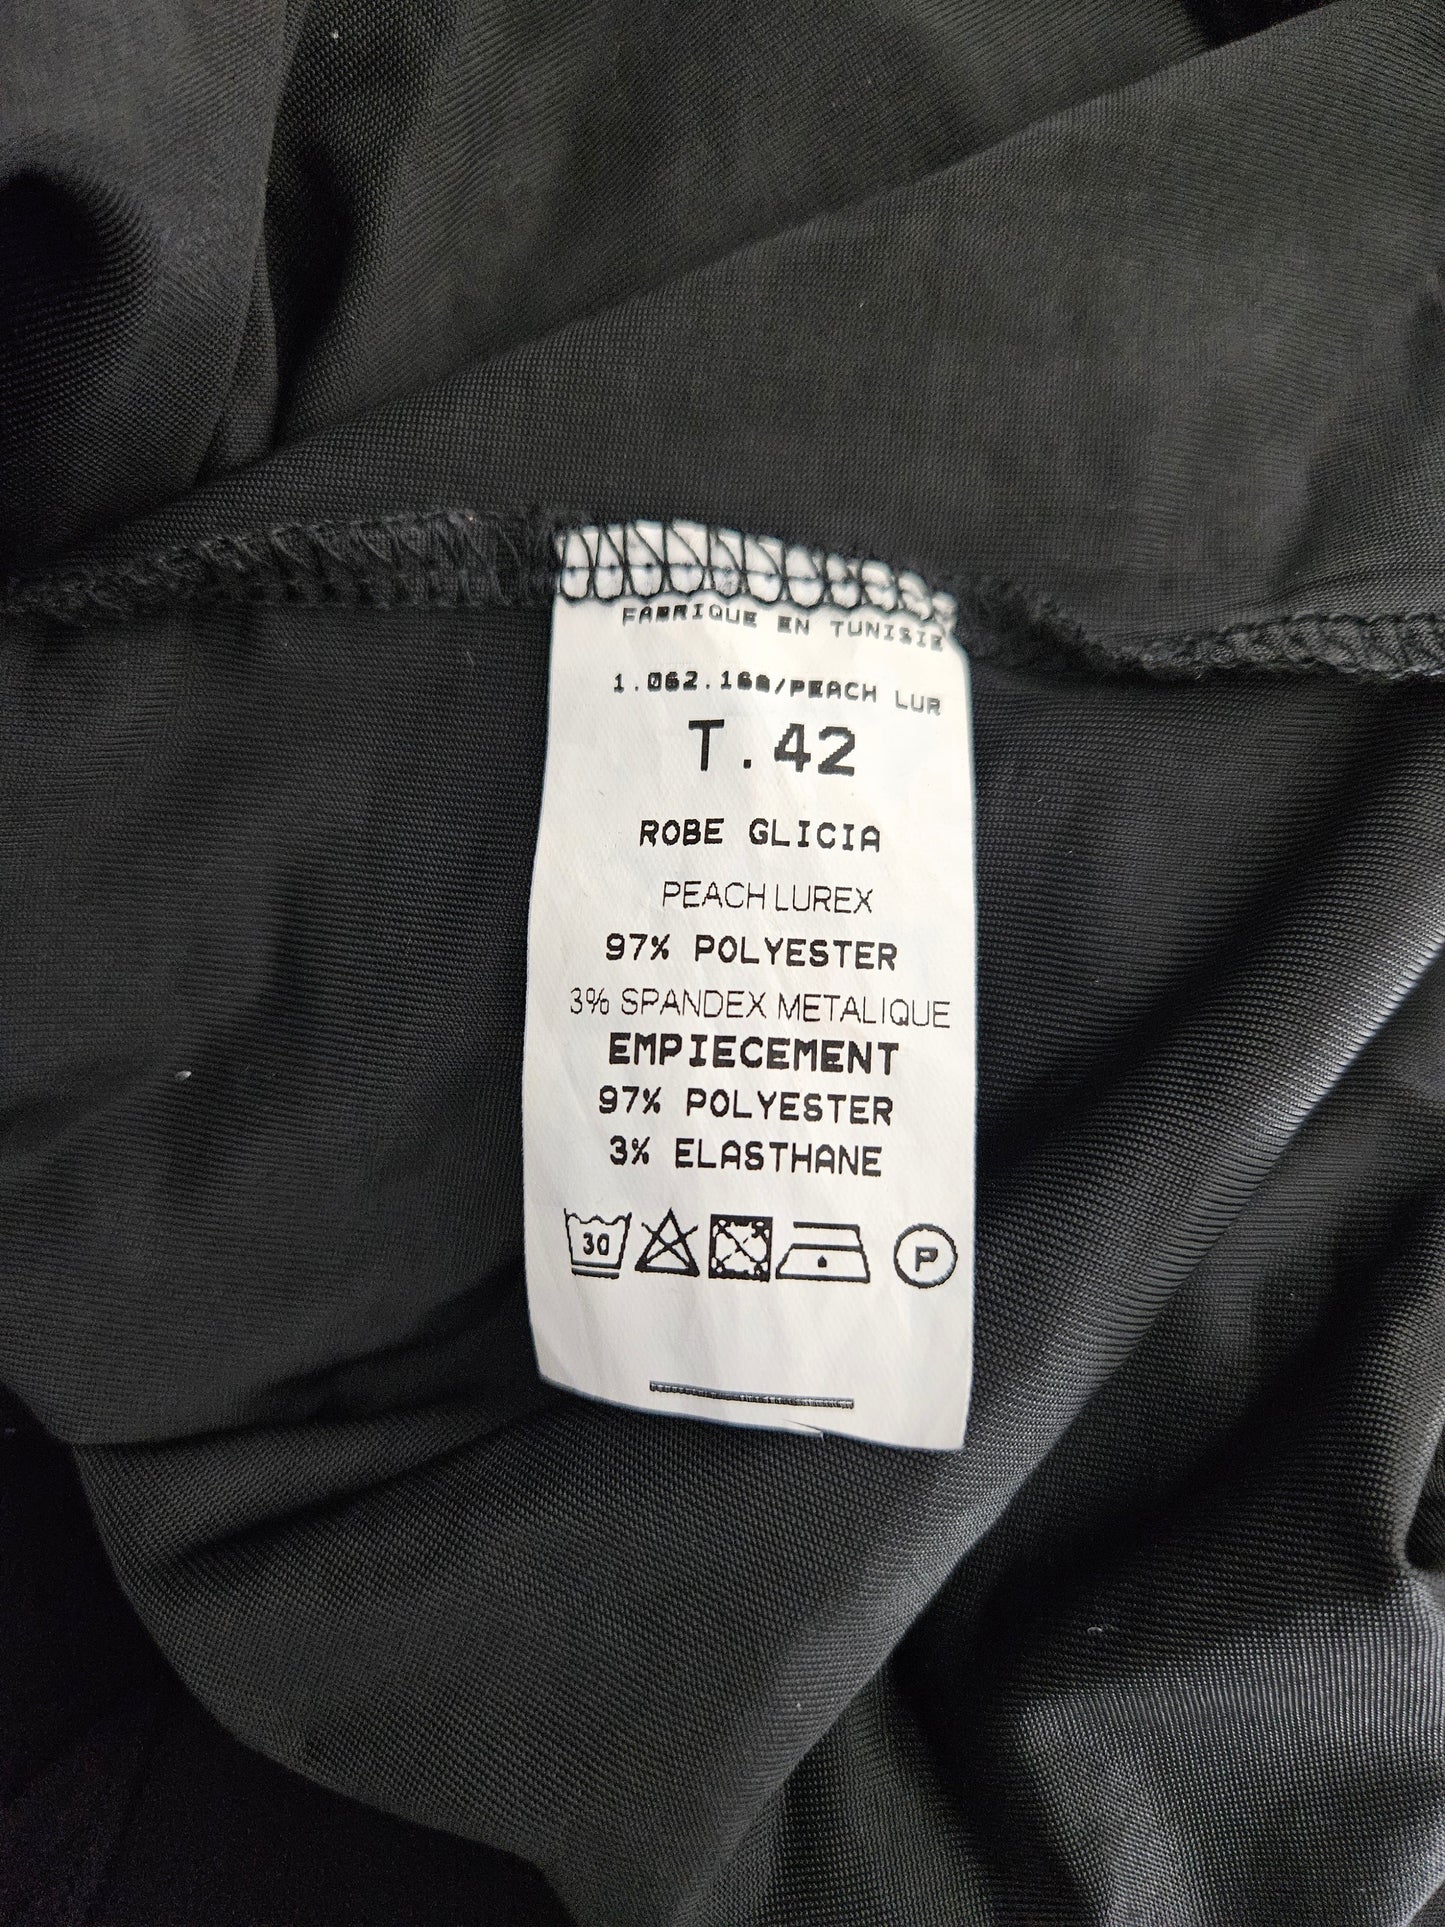 FABRIQUE EN TUNISIE
1.062.168/PEACH LUR
T.42
ROBE GLICIA
PEACH LUREX
97% POLYESTER
3% SPANDEX METALIQUE
EMPIECEMENT
97% POLYESTER
3% ELASTHANE
30
P